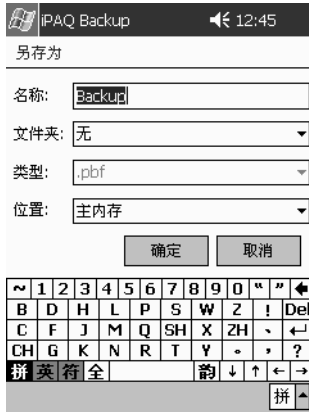 iPAQ Backup 12:45
另存为
名称: Backup
文件夹: 无
类型: .pbf
位置: 主内存
确定 取消
~ 1 2 3 4 5 6 7 8 9 0 “ ”
B D H L P S W Z ! Del
C F J M Q SH X ZH 、
CH G K N R T Y 。 , ?
拼 英 符 全 韵 ↓ ↑ ← →
拼